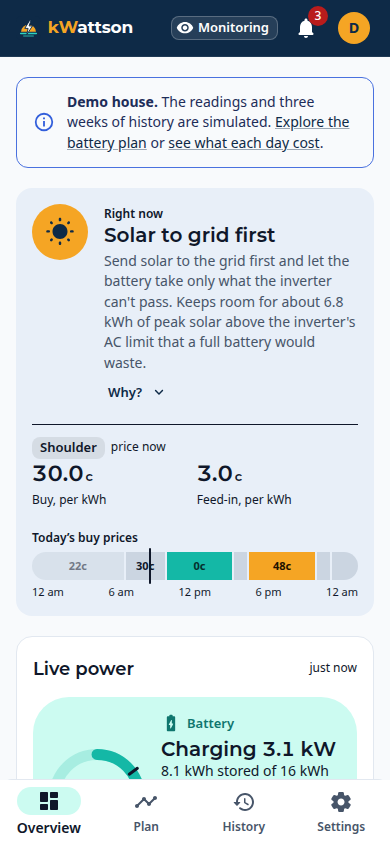 kWattson
Monitoring
3
D
Demo house. The readings and three
weeks of history are simulated. Explore the
battery plan or see what each day cost.
Right now
Solar to grid first
Send solar to the grid first and let the
battery take only what the inverter
can't pass. Keeps room for about 6.8
kWh of peak solar above the inverter's
AC limit that a full battery would
waste.
Why?
Shoulder price now
30.0 c
3.0 c
Buy, per kWh
Feed-in, per kWh
Today's buy prices
22c 30c 0c 48c
12 am 6 am 12 pm 6 pm 12 am
Live power
just now
Battery
Charging 3.1 kW
8.1 kWh stored of 16 kWh
Overview
Plan
History
Settings